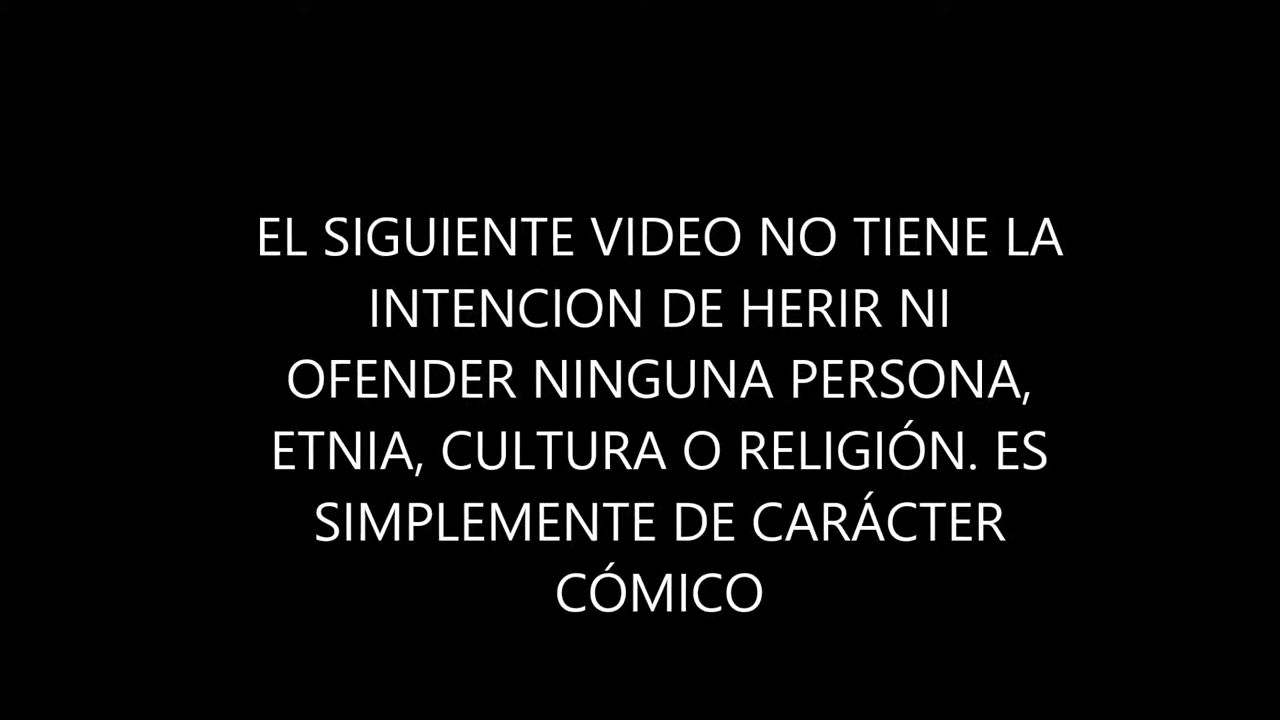 EL SIGUIENTE VIDEO NO TIENE LA
INTENCION DE HERIR NI
OFENDER NINGUNA PERSONA,
ETNIA, CULTURA O RELIGIÓN. ES
SIMPLEMENTE DE CARÁCTER
CÓMICO